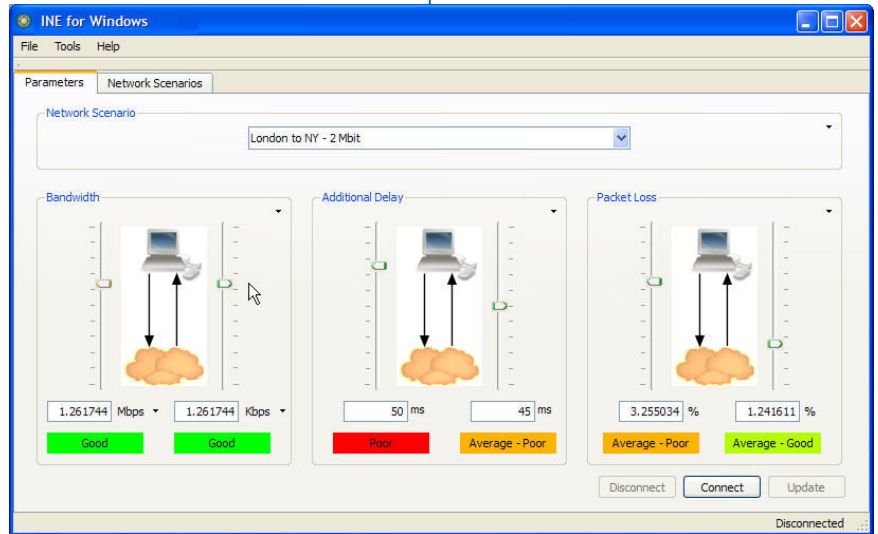 INE for Windows
File Tools Help
Parameters Network Scenarios
Network Scenario
London to NY - 2 Mbit
Bandwidth Additional Delay Packet Loss
1.261744 Mbps 1.261744 Kbps 50 ms 45 ms 3.255034 % 1.241611 %
Good Good Poor Average - Poor Average - Poor Average - Good
Disconnect Connect Update
Disconnected